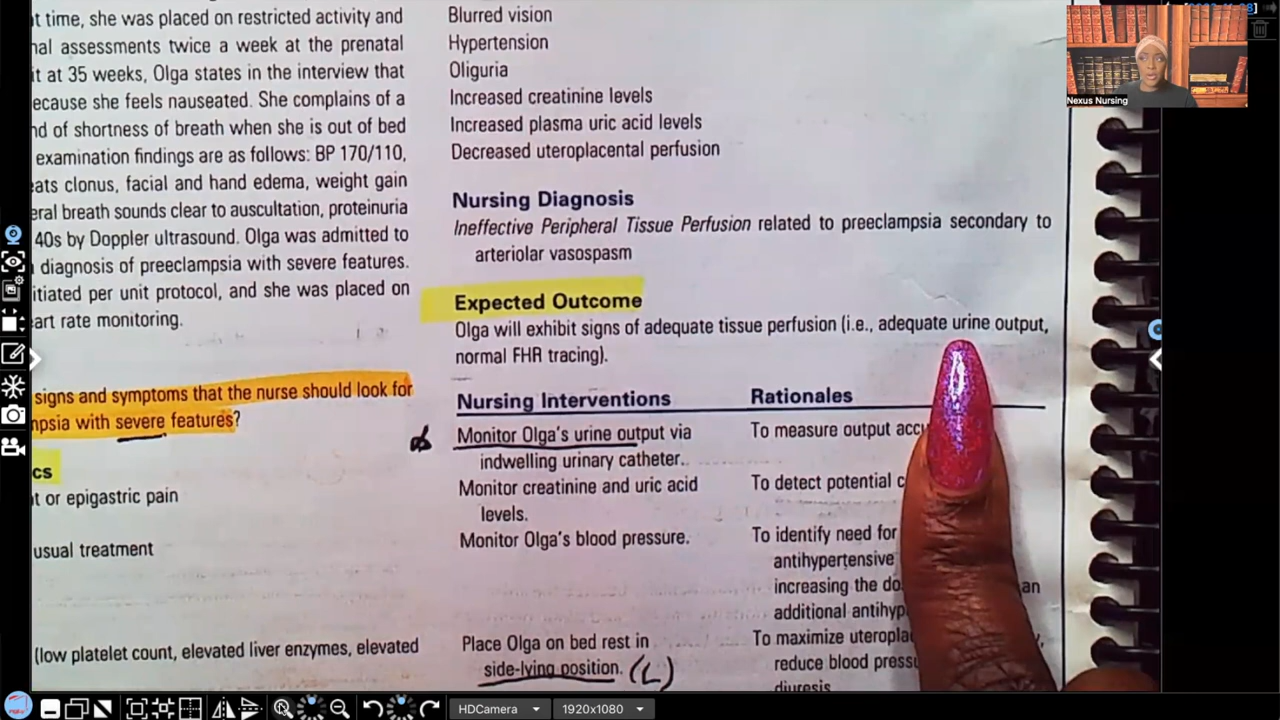 t time, she was placed on restricted activity and
nal assessments twice a week at the prenatal
it at 35 weeks, Olga states in the interview that
ecause she feels nauseated. She complains of a
nd of shortness of breath when she is out of bed
examination findings are as follows: BP 170/110,
eats clonus, facial and hand edema, weight gain
eral breath sounds clear to auscultation, proteinuria
40s by Doppler ultrasound. Olga was admitted to
diagnosis of preeclampsia with severe features.
itiated per unit protocol, and she was placed on
eart rate monitoring.
signs and symptoms that the nurse should look for
mpsia with severe features?
cs
t or epigastric pain
usual treatment
(low platelet count, elevated liver enzymes, elevated
Blurred vision
Hypertension
Oliguria
Increased creatinine levels
Increased plasma uric acid levels
Decreased uteroplacental perfusion
Nursing Diagnosis
Ineffective Peripheral Tissue Perfusion related to preeclampsia secondary to
arteriolar vasospasm
Expected Outcome
Olga will exhibit signs of adequate tissue perfusion (i.e., adequate urine output,
normal FHR tracing).
Nursing Interventions Rationales
Monitor Olga's urine output via To measure output accu
indwelling urinary catheter.
Monitor creatinine and uric acid To detect potential c
levels.
Monitor Olga's blood pressure. To identify need for
antihypertensive
increasing the do an
additional antihyp
Place Olga on bed rest in To maximize uteropla
side-lying position. (L) reduce blood press
diuresis
Nexus Nursing
HDCamera 1920x1080